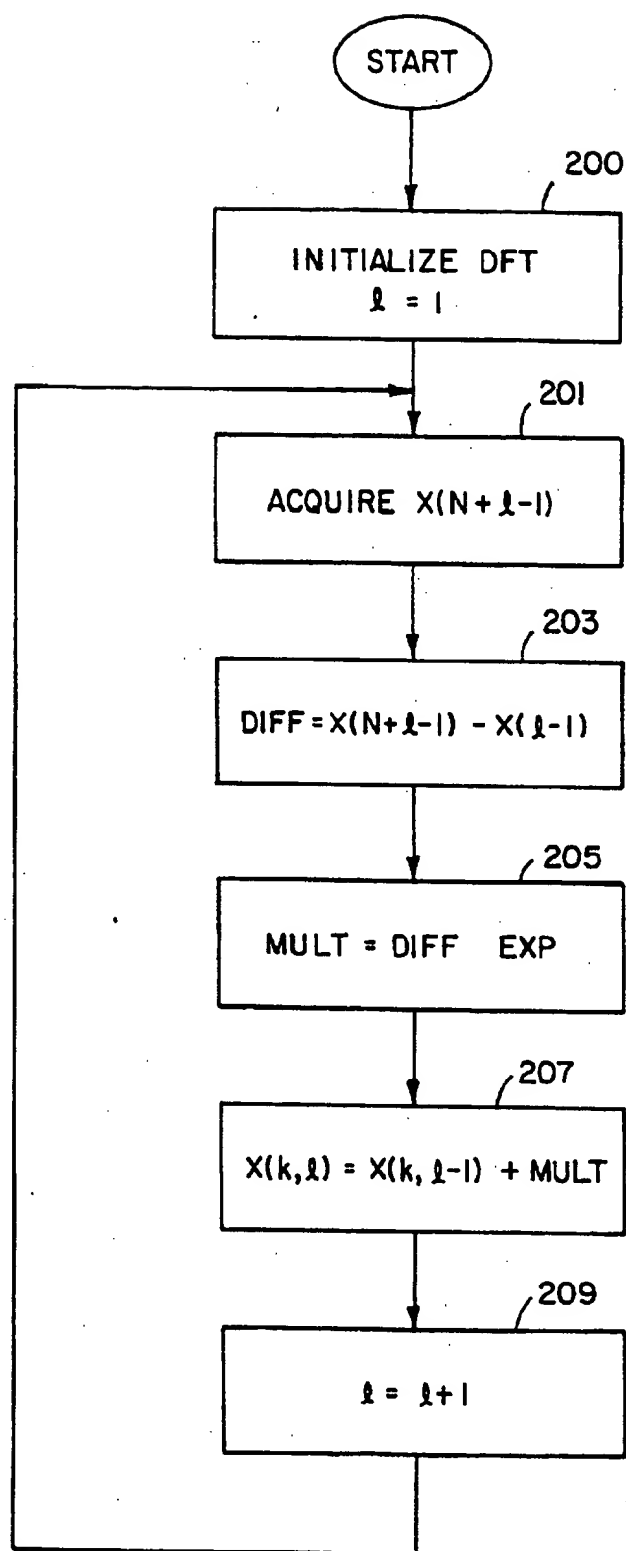 START
200
INITIALIZE DFT
ℓ = 1
201
ACQUIRE X(N+ℓ-1)
203
DIFF=X(N+ℓ-1) - X(ℓ-1)
205
MULT = DIFF EXP
207
X(k,ℓ) = X(k, ℓ-1) + MULT
209
ℓ = ℓ+1